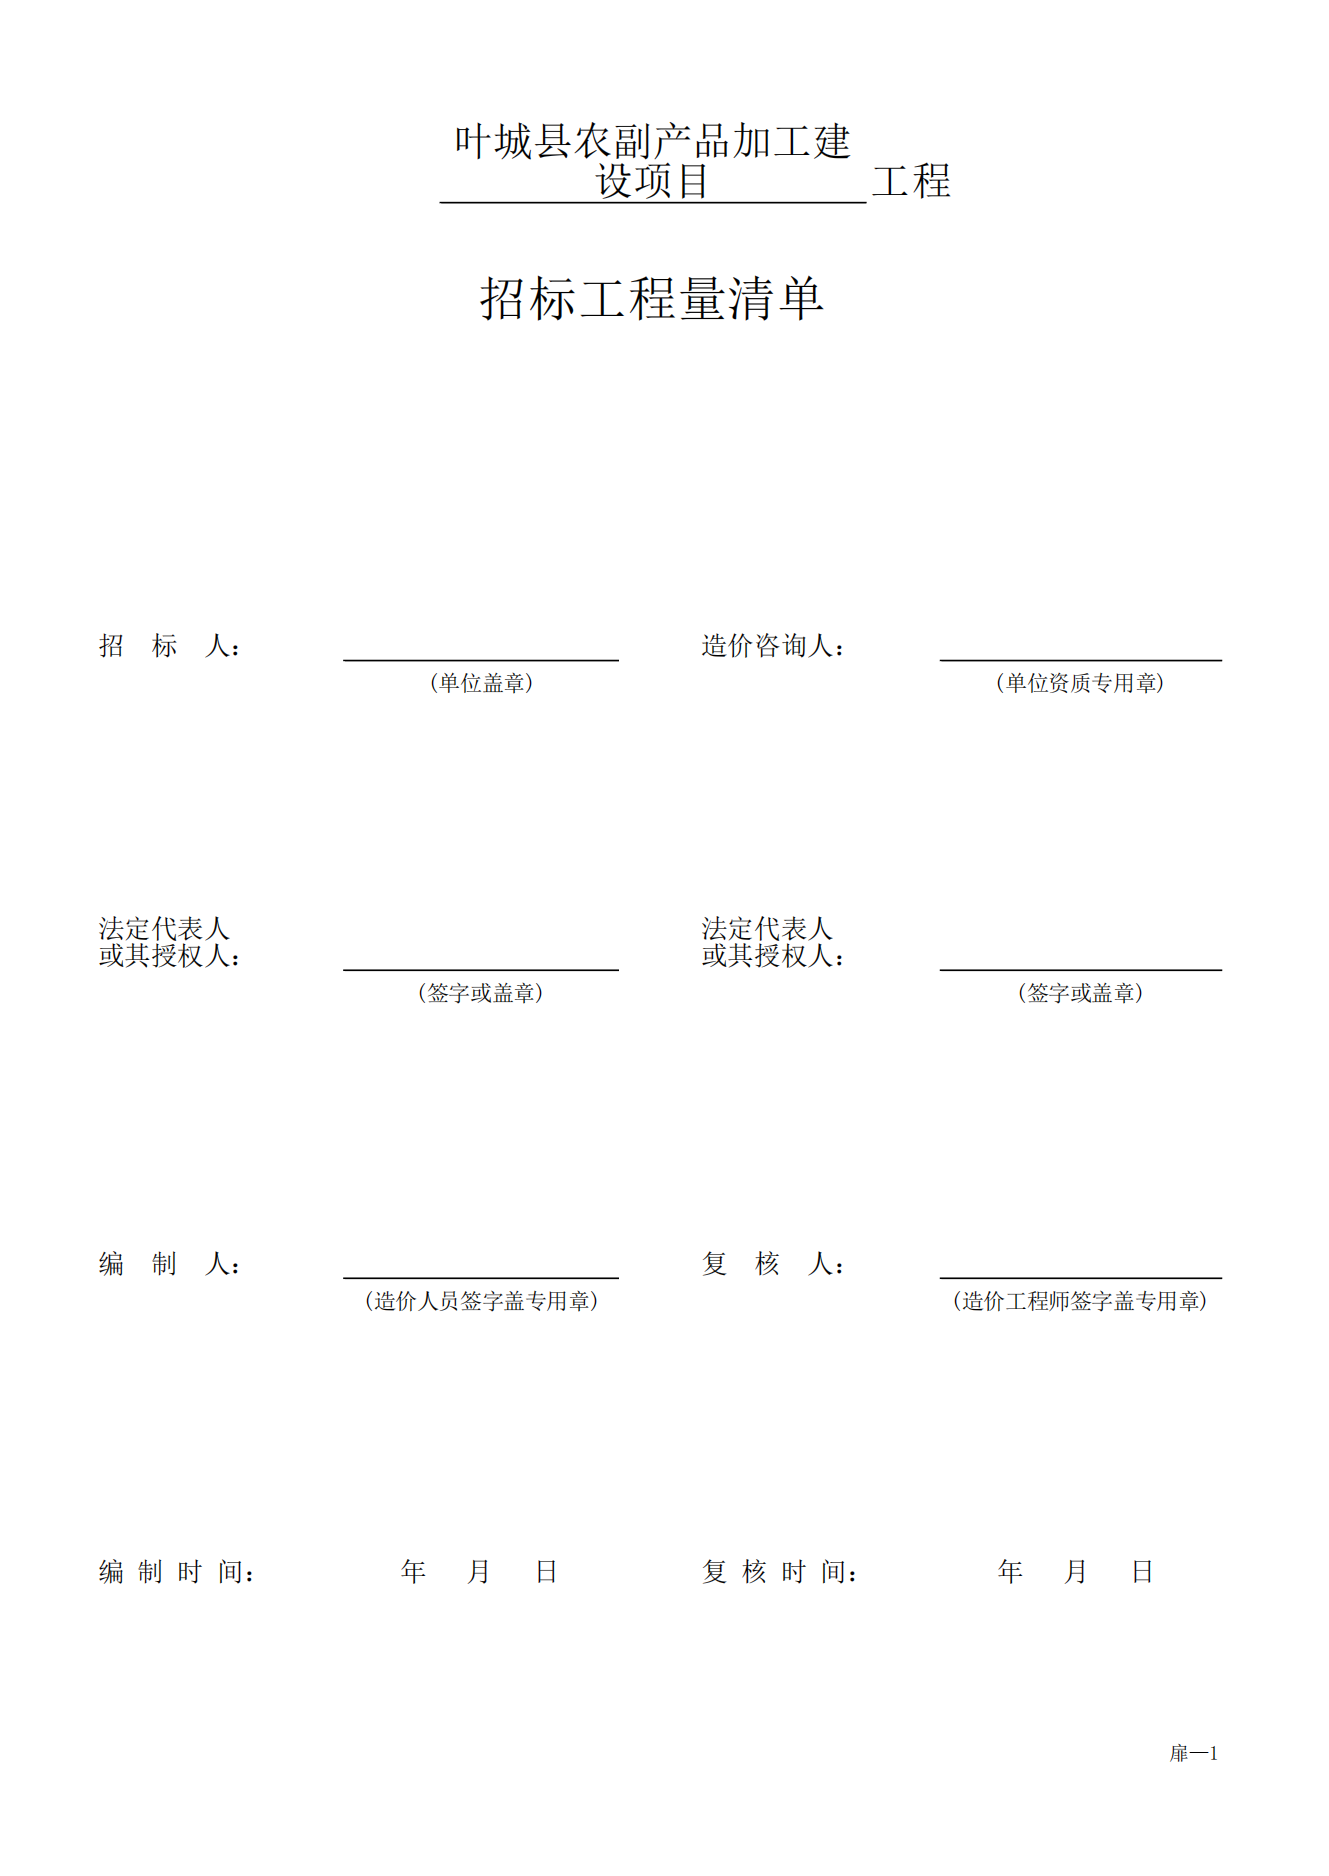 叶城县农副产品加工建
设项目 工程
招标工程量清单
招 标 人： 造价咨询人：
（单位盖章） （单位资质专用章）
法定代表人 法定代表人
或其授权人： 或其授权人：
（签字或盖章） （签字或盖章）
编 制 人： 复 核 人：
（造价人员签字盖专用章） （造价工程师签字盖专用章）
编 制 时 间： 年 月 日 复 核 时 间： 年 月 日
扉—1